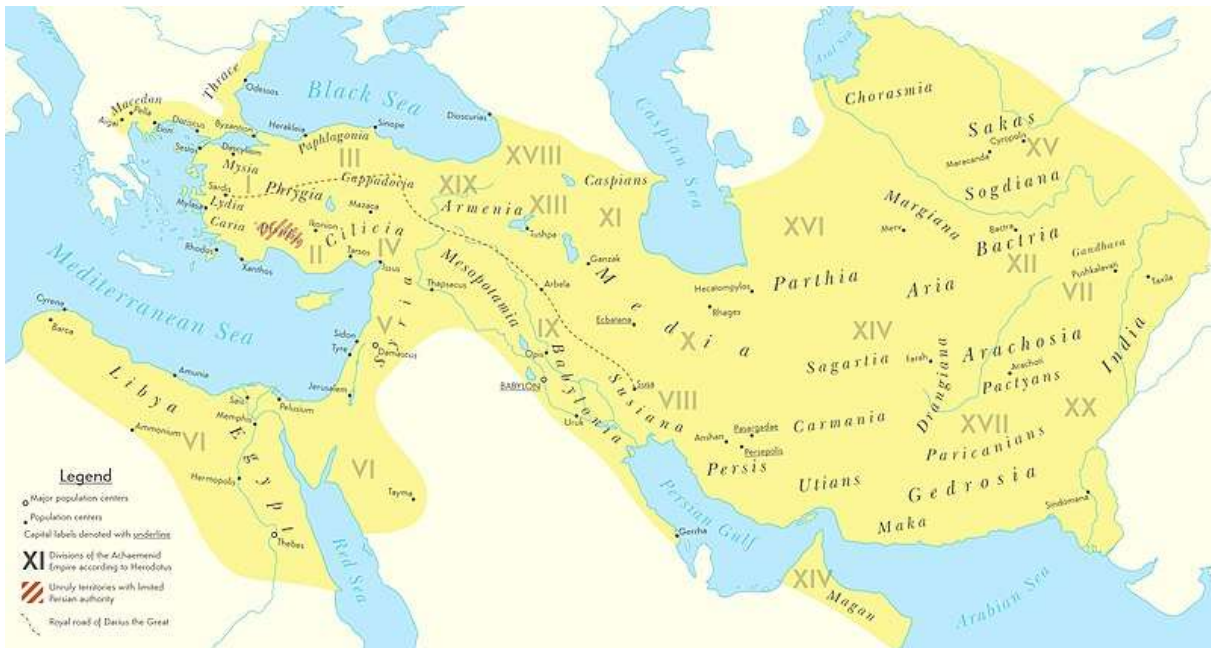 Black Sea
Caspian Sea
Aral Sea
Mediterranean Sea
Red Sea
Persian Gulf
Arabian Sea
Thrace
Macedon
Aigai
Pella
Eion
Doriscus
Byzantion
Odessos
Herakleia
Sinope
Dioscurias
Paphlagonia
Sestos
Dascylium
Mysia
III
XVIII
I
Phrygia
Cappadocia
XIX
Armenia
XIII
Caspians
XI
Sardis
Lydia
Mylasa
Caria
Mazaca
Ikonion
Cilicia
II
IV
Tarsos
Issus
Rhodos
Xanthos
Tushpa
Ganzak
Media
X
Mesopotamia
Thapsacus
Arbela
Ecbatana
Hecatompylos
Rhages
Cyrene
Barca
Sidon
Tyre
V
Syria
Damascus
Jerusalem
IX
Opis
BABYLON
Babylonia
Susa
Susiana
VIII
Uruk
Libya
Amunia
Sais
Memphis
Pelusium
Ammonium
VI
Egypt
Hermopolis
Thebes
VI
Tayma
Anshan
Pasargadae
Persepolis
Persis
Gerrha
Carmania
Utians
Maka
XIV
Magan
Chorasmia
Sakas
Cyropolis
XV
Maracanda
Sogdiana
XVI
Margiana
Merv
Bactra
Bactria
XII
Gandhara
Pushkalavati
VII
Taxila
Parthia
Aria
XIV
Sagartia
Farah
Drangiana
Arachosia
Arachoti
Pactyans
India
XX
XVII
Paricanians
Gedrosia
Sindomana
Legend
Major population centers
Population centers
Capital labels denoted with underline
XI Divisions of the Achaemenid
Empire according to Herodotus
Unruly territories with limited
Persian authority
Royal road of Darius the Great